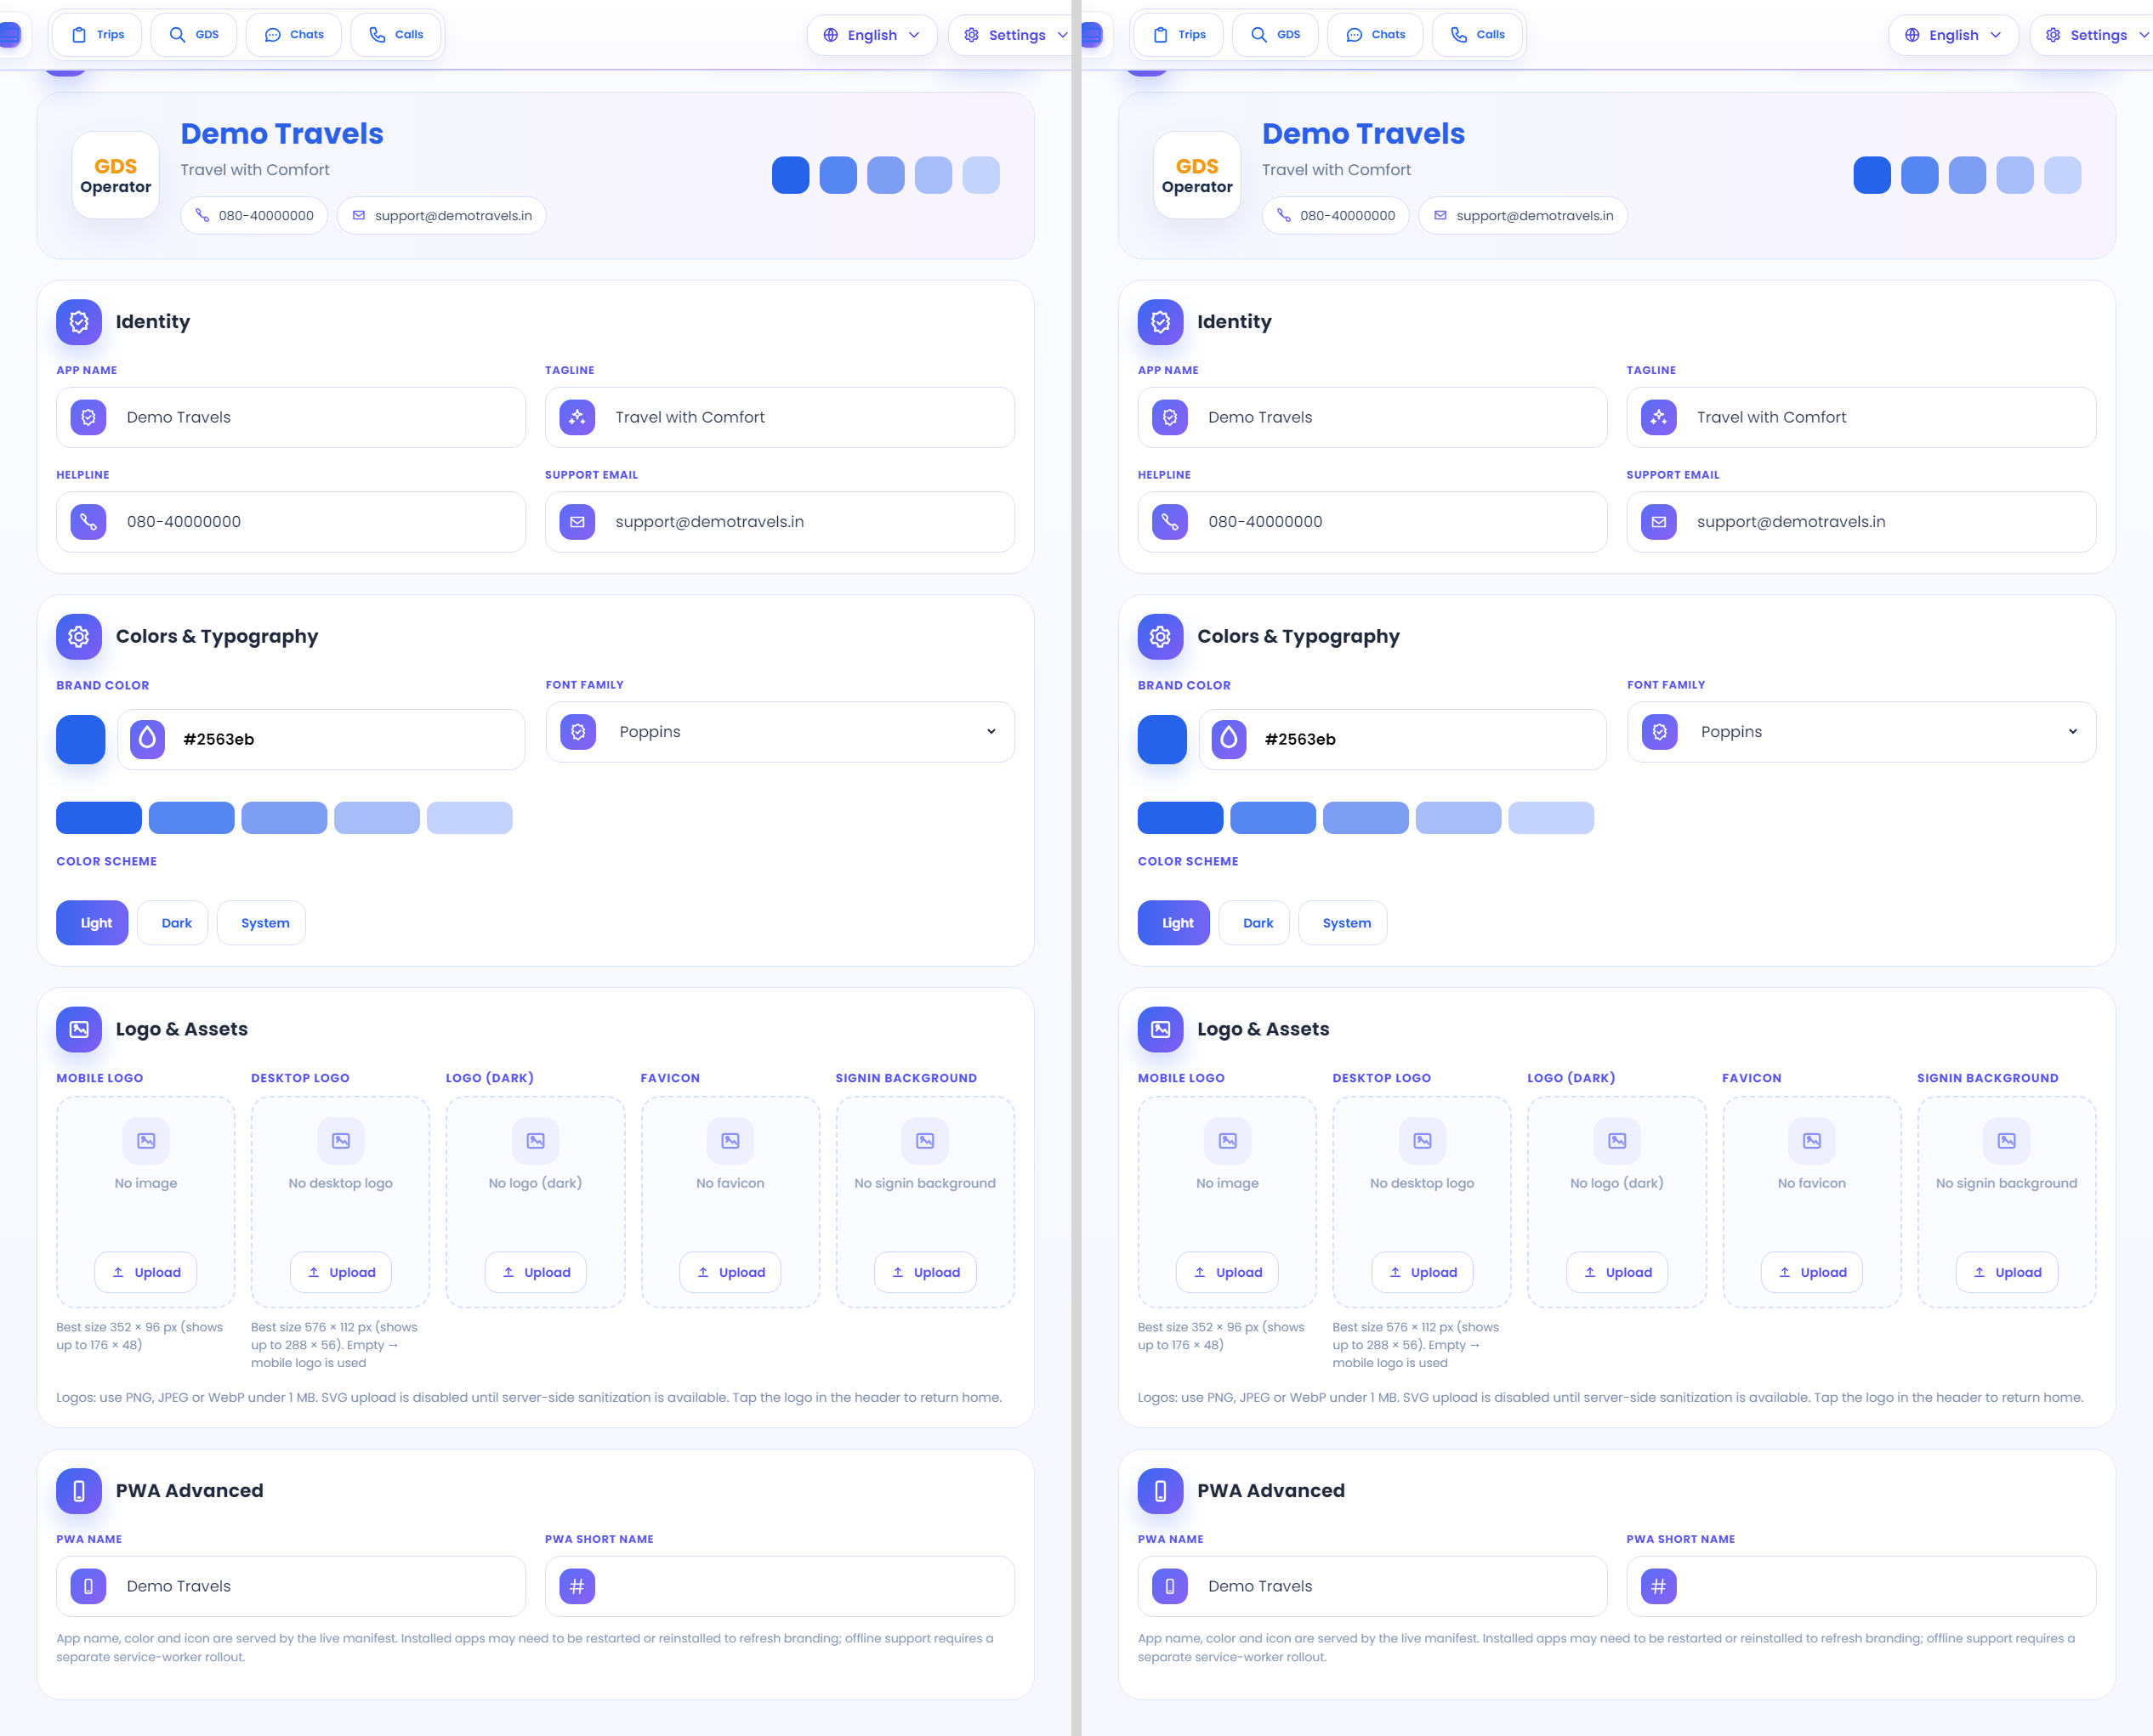 Trips
GDS
Chats
Calls
English
Settings
GDS
Operator
Demo Travels
Travel with Comfort
080-40000000
support@demotravels.in
Identity
APP NAME
TAGLINE
Demo Travels
Travel with Comfort
HELPLINE
SUPPORT EMAIL
080-40000000
support@demotravels.in
Colors & Typography
BRAND COLOR
FONT FAMILY
#2563eb
Poppins
COLOR SCHEME
Light
Dark
System
Logo & Assets
MOBILE LOGO
DESKTOP LOGO
LOGO (DARK)
FAVICON
SIGNIN BACKGROUND
No image
No desktop logo
No logo (dark)
No favicon
No signin background
Upload
Upload
Upload
Upload
Upload
Best size 352 × 96 px (shows
up to 176 × 48)
Best size 576 × 112 px (shows
up to 288 × 56). Empty →
mobile logo is used
Logos: use PNG, JPEG or WebP under 1 MB. SVG upload is disabled until server-side sanitization is available. Tap the logo in the header to return home.
PWA Advanced
PWA NAME
PWA SHORT NAME
Demo Travels
App name, color and icon are served by the live manifest. Installed apps may need to be restarted or reinstalled to refresh branding; offline support requires a
separate service-worker rollout.
Trips
GDS
Chats
Calls
English
Settings
GDS
Operator
Demo Travels
Travel with Comfort
080-40000000
support@demotravels.in
Identity
APP NAME
TAGLINE
Demo Travels
Travel with Comfort
HELPLINE
SUPPORT EMAIL
080-40000000
support@demotravels.in
Colors & Typography
BRAND COLOR
FONT FAMILY
#2563eb
Poppins
COLOR SCHEME
Light
Dark
System
Logo & Assets
MOBILE LOGO
DESKTOP LOGO
LOGO (DARK)
FAVICON
SIGNIN BACKGROUND
No image
No desktop logo
No logo (dark)
No favicon
No signin background
Upload
Upload
Upload
Upload
Upload
Best size 352 × 96 px (shows
up to 176 × 48)
Best size 576 × 112 px (shows
up to 288 × 56). Empty →
mobile logo is used
Logos: use PNG, JPEG or WebP under 1 MB. SVG upload is disabled until server-side sanitization is available. Tap the logo in the header to return home.
PWA Advanced
PWA NAME
PWA SHORT NAME
Demo Travels
App name, color and icon are served by the live manifest. Installed apps may need to be restarted or reinstalled to refresh branding; offline support requires a
separate service-worker rollout.